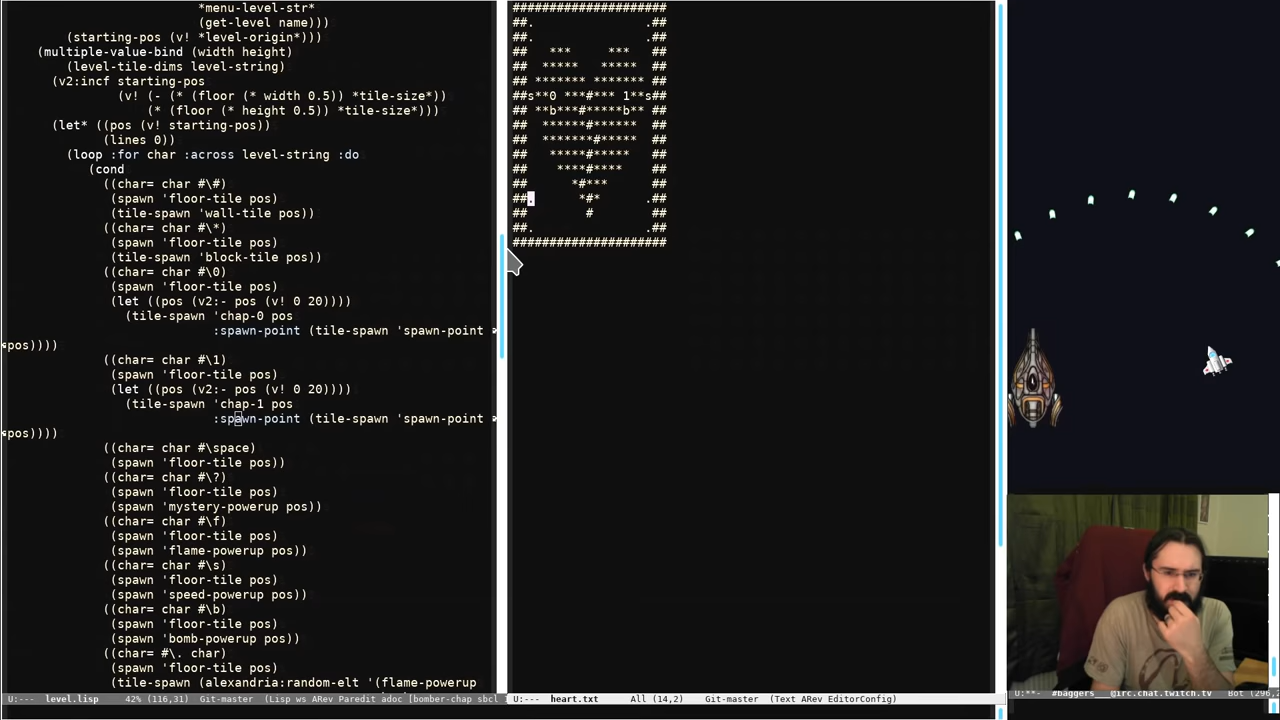 *menu-level-str*
(get-level name)))
(starting-pos (v! *level-origin*)))
(multiple-value-bind (width height)
(level-tile-dims level-string)
(v2:incf starting-pos
(v! (- (* (floor (* width 0.5)) *tile-size*))
(* (floor (* height 0.5)) *tile-size*)))
(let* ((pos (v! starting-pos))
(lines 0))
(loop :for char :across level-string :do
(cond
((char= char #\#)
(spawn 'floor-tile pos)
(tile-spawn 'wall-tile pos))
((char= char #\*)
(spawn 'floor-tile pos)
(tile-spawn 'block-tile pos))
((char= char #\0)
(spawn 'floor-tile pos)
(let ((pos (v2:- pos (v! 0 20))))
(tile-spawn 'chap-0 pos
:spawn-point (tile-spawn 'spawn-point
pos))))
((char= char #\1)
(spawn 'floor-tile pos)
(let ((pos (v2:- pos (v! 0 20))))
(tile-spawn 'chap-1 pos
:spawn-point (tile-spawn 'spawn-point
pos))))
((char= char #\space)
(spawn 'floor-tile pos))
((char= char #\?)
(spawn 'floor-tile pos)
(spawn 'mystery-powerup pos))
((char= char #\f)
(spawn 'floor-tile pos)
(spawn 'flame-powerup pos))
((char= char #\s)
(spawn 'floor-tile pos)
(spawn 'speed-powerup pos))
((char= char #\b)
(spawn 'floor-tile pos)
(spawn 'bomb-powerup pos))
((char= #\. char)
(spawn 'floor-tile pos)
(tile-spawn (alexandria:random-elt '(flame-powerup
U:--- level.lisp 42% (116,31) Git-master (Lisp ws ARev Paredit adoc [bomber-chap sbcl
#####################
##.                .##
##.                .##
##   ***     ***   ##
##  *****   *****  ##
## ******* ******* ##
##s**0 ***#*** 1**s##
## **b***#*****b** ##
##  ******#******  ##
##  *******#*****  ##
##   *****#*****   ##
##    ****#****    ##
##      *#***      ##
##.      *#*      .##
##        #        ##
##.               .##
#####################
U:--- heart.txt All (14,2) Git-master (Text ARev EditorConfig)
U:**- #baggers__@irc.chat.twitch.tv Bot (296,2